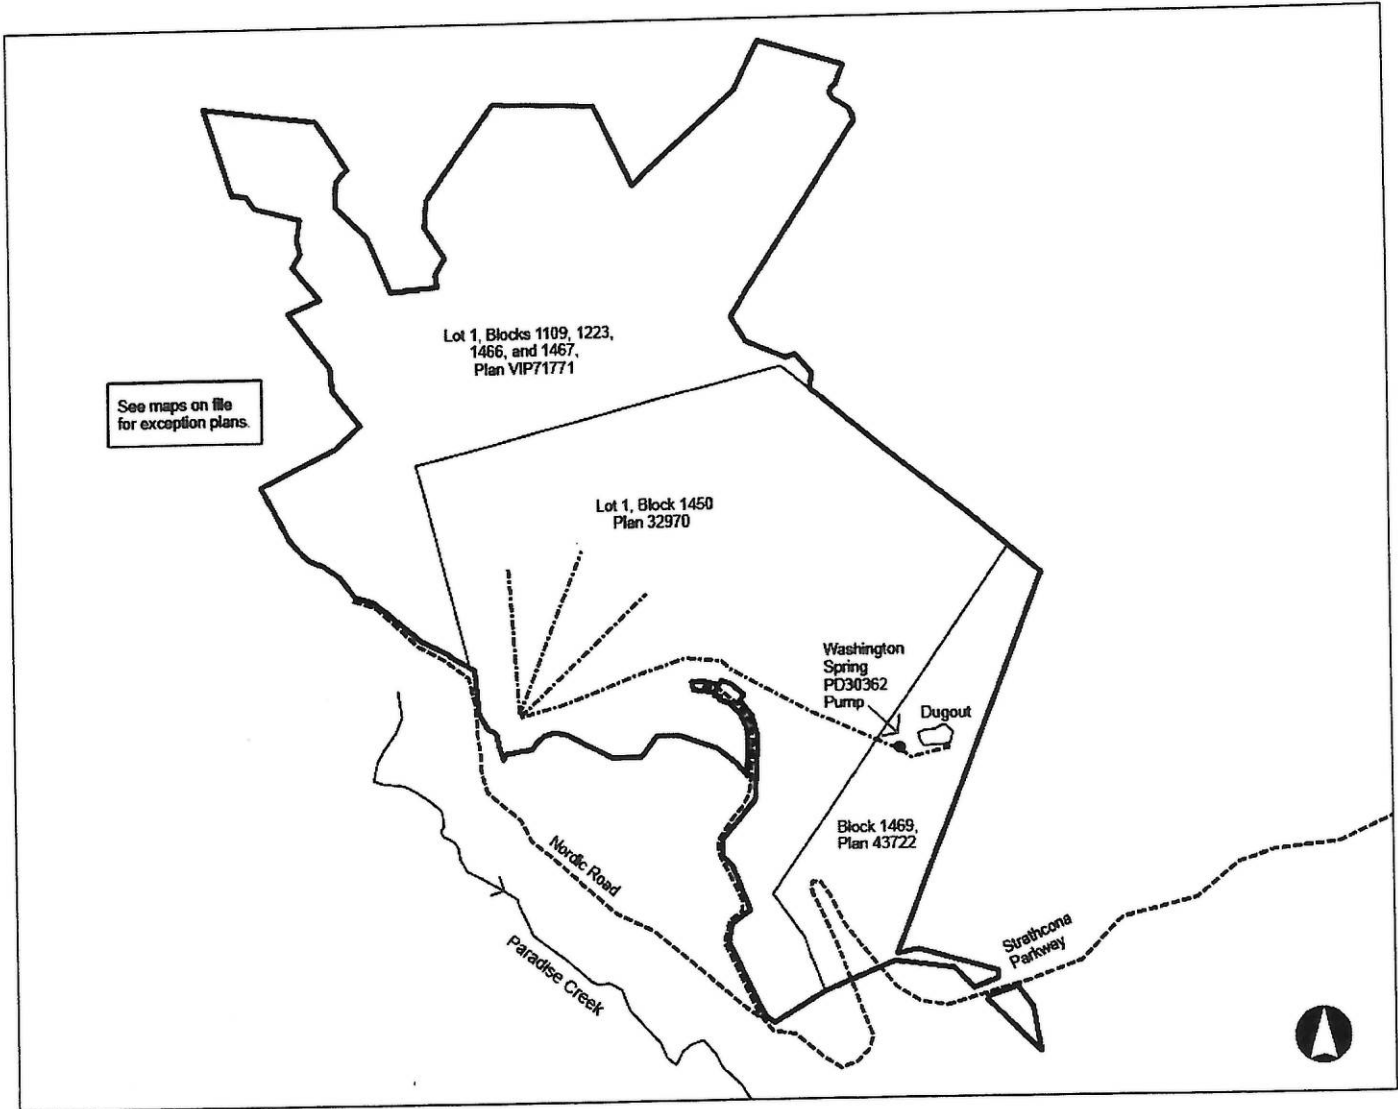 Lot 1, Blocks 1109, 1223,
1466, and 1467,
Plan VIP71771
See maps on file
for exception plans.
Lot 1, Block 1450
Plan 32970
Washington
Spring
PD30362
Pump
Dugout
Block 1469,
Plan 43722
Nordic Road
Strathcona
Parkway
Paradise Creek